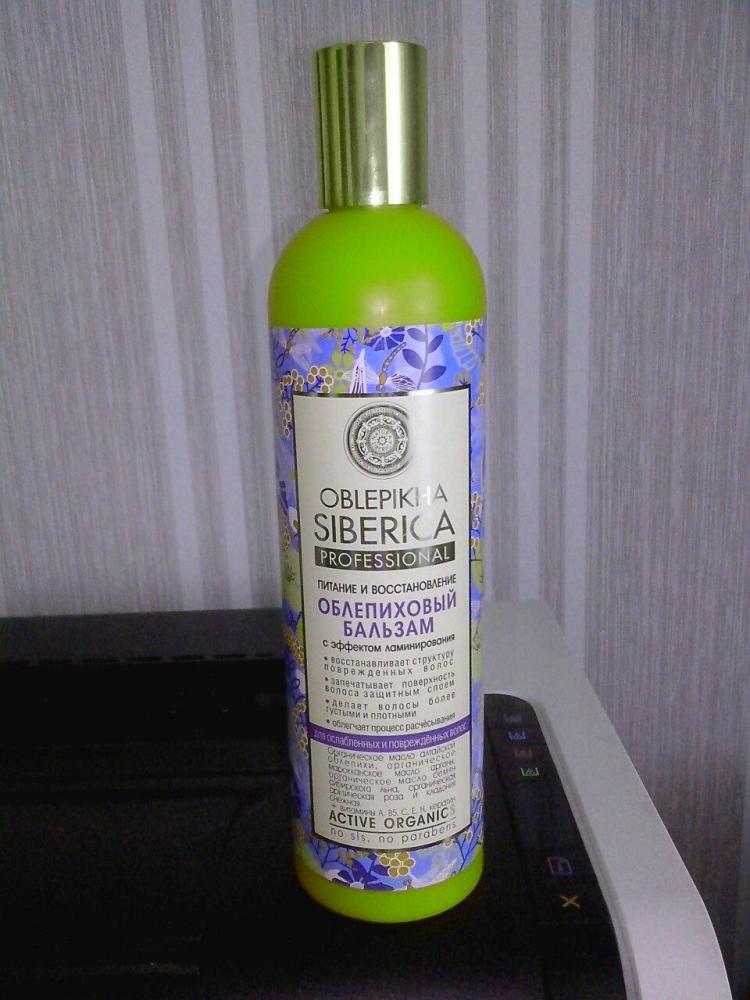 OBLEPIKHA
SIBERICA
PROFESSIONAL
ПИТАНИЕ И ВОССТАНОВЛЕНИЕ
ОБЛЕПИХОВЫЙ
БАЛЬЗАМ
с эффектом ламинирования
• восстанавливает структуру
поврежденных волос
• запечатывает поверхность
волоса защитным слоем
• делает волосы более
густыми и плотными
• облегчает процесс расчёсывания
для ослабленных и повреждённых волос
Органическое масло алтайской
облепихи, органическое
марокканское масло арганы,
органическое масло семян
сибирского льна, органическая
арктическая роза и кладония
снежная.
+ витамины А, В5, С, Е, Н, кератин
ACTIVE ORGANICS
no sls, no parabens